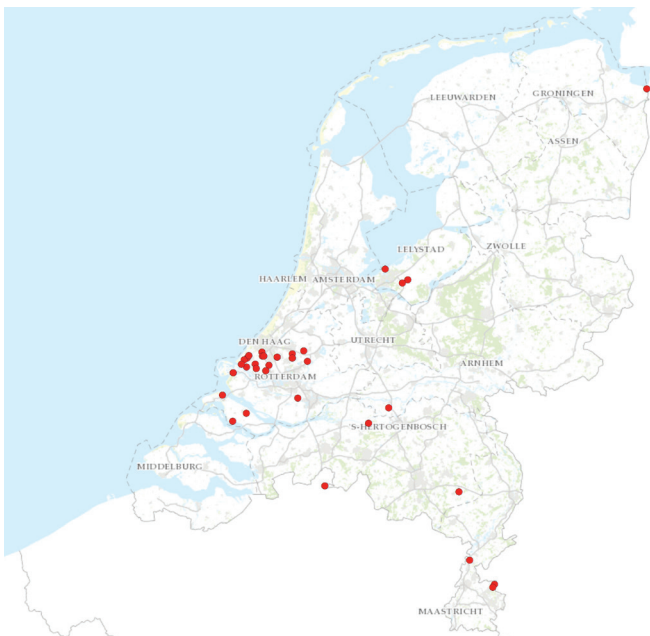 LEEUWARDEN
GRONINGEN
ASSEN
LELYSTAD
ZWOLLE
HAARLEM
AMSTERDAM
DEN HAAG
UTRECHT
ARNHEM
ROTTERDAM
'S-HERTOGENBOSCH
MIDDELBURG
MAASTRICHT